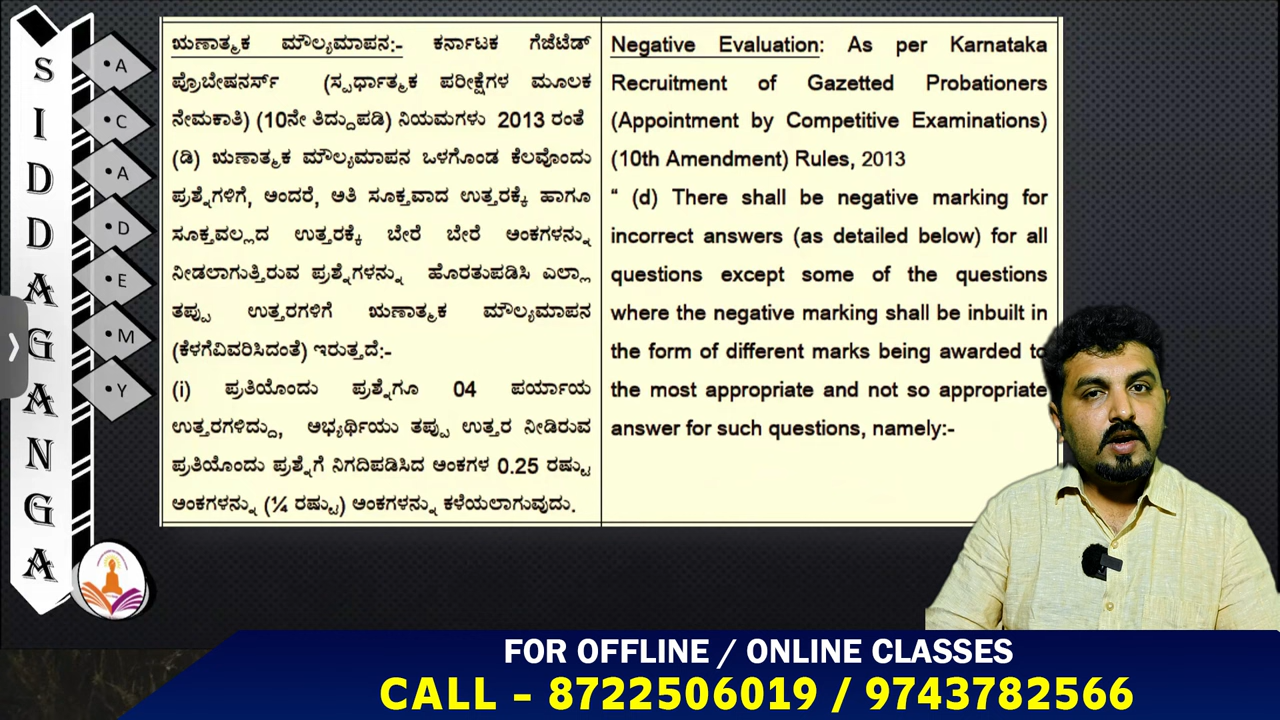 SIDDAGANGA
• A
• C
• A
• D
• E
• M
• Y
ಋಣಾತ್ಮಕ ಮೌಲ್ಯಮಾಪನ:- ಕರ್ನಾಟಕ ಗೆಜೆಟೆಡ್
ಪ್ರೊಬೇಷನರ್ಸ್ (ಸ್ಪರ್ಧಾತ್ಮಕ ಪರೀಕ್ಷೆಗಳ ಮೂಲಕ
ನೇಮಕಾತಿ) (10ನೇ ತಿದ್ದುಪಡಿ) ನಿಯಮಗಳು 2013 ರಂತೆ
(ಡಿ) ಋಣಾತ್ಮಕ ಮೌಲ್ಯಮಾಪನ ಒಳಗೊಂಡ ಕೆಲವೊಂದು
ಪ್ರಶ್ನೆಗಳಿಗೆ, ಅಂದರೆ, ಅತಿ ಸೂಕ್ತವಾದ ಉತ್ತರಕ್ಕೆ ಹಾಗೂ
ಸೂಕ್ತವಲ್ಲದ ಉತ್ತರಕ್ಕೆ ಬೇರೆ ಬೇರೆ ಅಂಕಗಳನ್ನು
ನೀಡಲಾಗುತ್ತಿರುವ ಪ್ರಶ್ನೆಗಳನ್ನು ಹೊರತುಪಡಿಸಿ ಎಲ್ಲಾ
ತಪ್ಪು ಉತ್ತರಗಳಿಗೆ ಋಣಾತ್ಮಕ ಮೌಲ್ಯಮಾಪನ
(ಕೆಳಗೆವಿವರಿಸಿದಂತೆ) ಇರುತ್ತದೆ:-
(i) ಪ್ರತಿಯೊಂದು ಪ್ರಶ್ನೆಗೂ 04 ಪರ್ಯಾಯ
ಉತ್ತರಗಳಿದ್ದು, ಅಭ್ಯರ್ಥಿಯು ತಪ್ಪು ಉತ್ತರ ನೀಡಿರುವ
ಪ್ರತಿಯೊಂದು ಪ್ರಶ್ನೆಗೆ ನಿಗದಿಪಡಿಸಿದ ಅಂಕಗಳ 0.25 ರಷ್ಟು
ಅಂಕಗಳನ್ನು (¼ ರಷ್ಟು) ಅಂಕಗಳನ್ನು ಕಳೆಯಲಾಗುವುದು.
Negative Evaluation: As per Karnataka
Recruitment of Gazetted Probationers
(Appointment by Competitive Examinations)
(10th Amendment) Rules, 2013
“ (d) There shall be negative marking for
incorrect answers (as detailed below) for all
questions except some of the questions
where the negative marking shall be inbuilt in
the form of different marks being awarded to
the most appropriate and not so appropriate
answer for such questions, namely:-
FOR OFFLINE / ONLINE CLASSES
CALL - 8722506019 / 9743782566